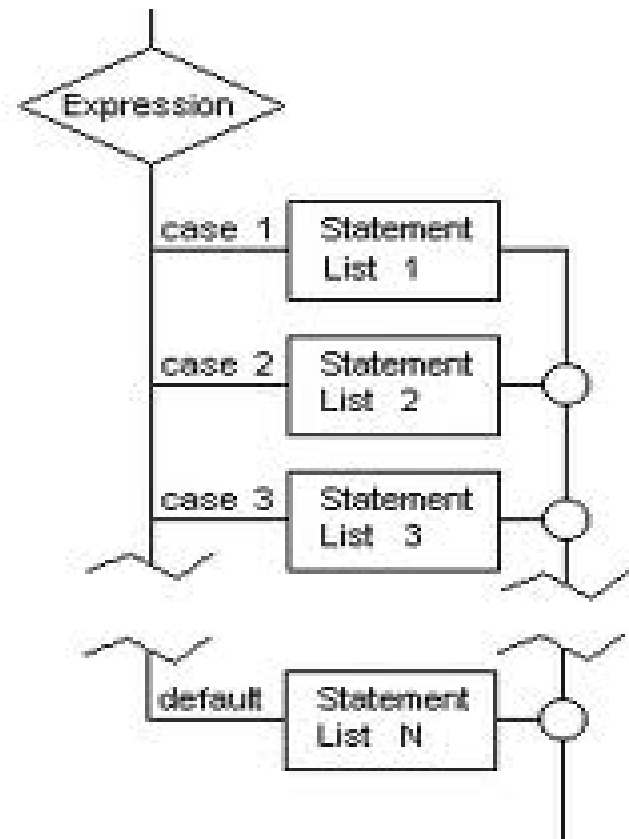 Expression
case 1
Statement
List 1
case 2
Statement
List 2
case 3
Statement
List 3
default
Statement
List N